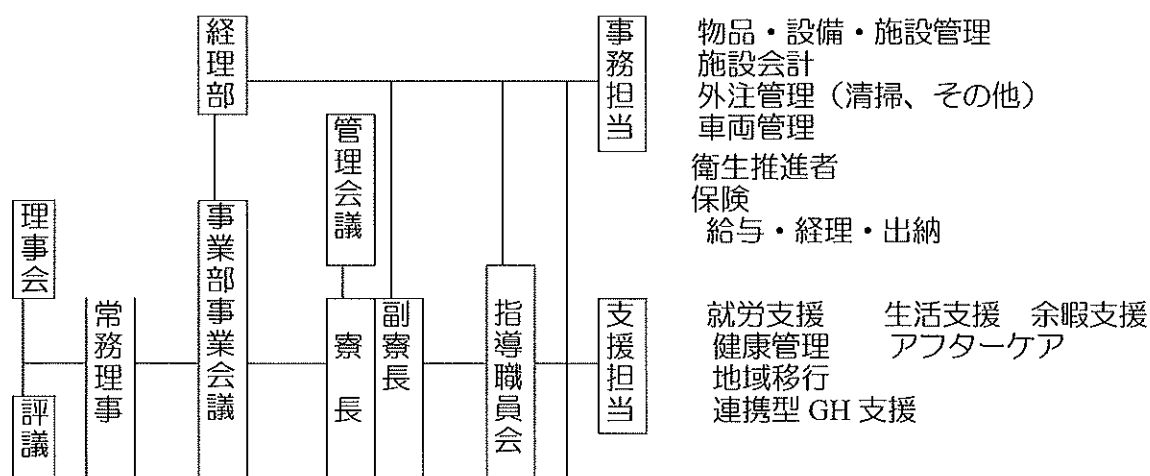 経理部
事務担当
物品・設備・施設管理
施設会計
外注管理（清掃、その他）
車両管理
衛生推進者
保険
給与・経理・出納
管理会議
理事会
事業部事業会議
常務理事
寮長
副寮長
指導職員会
支援担当
就労支援　生活支援　余暇支援
健康管理　アフターケア
地域移行
連携型 GH 支援
評議